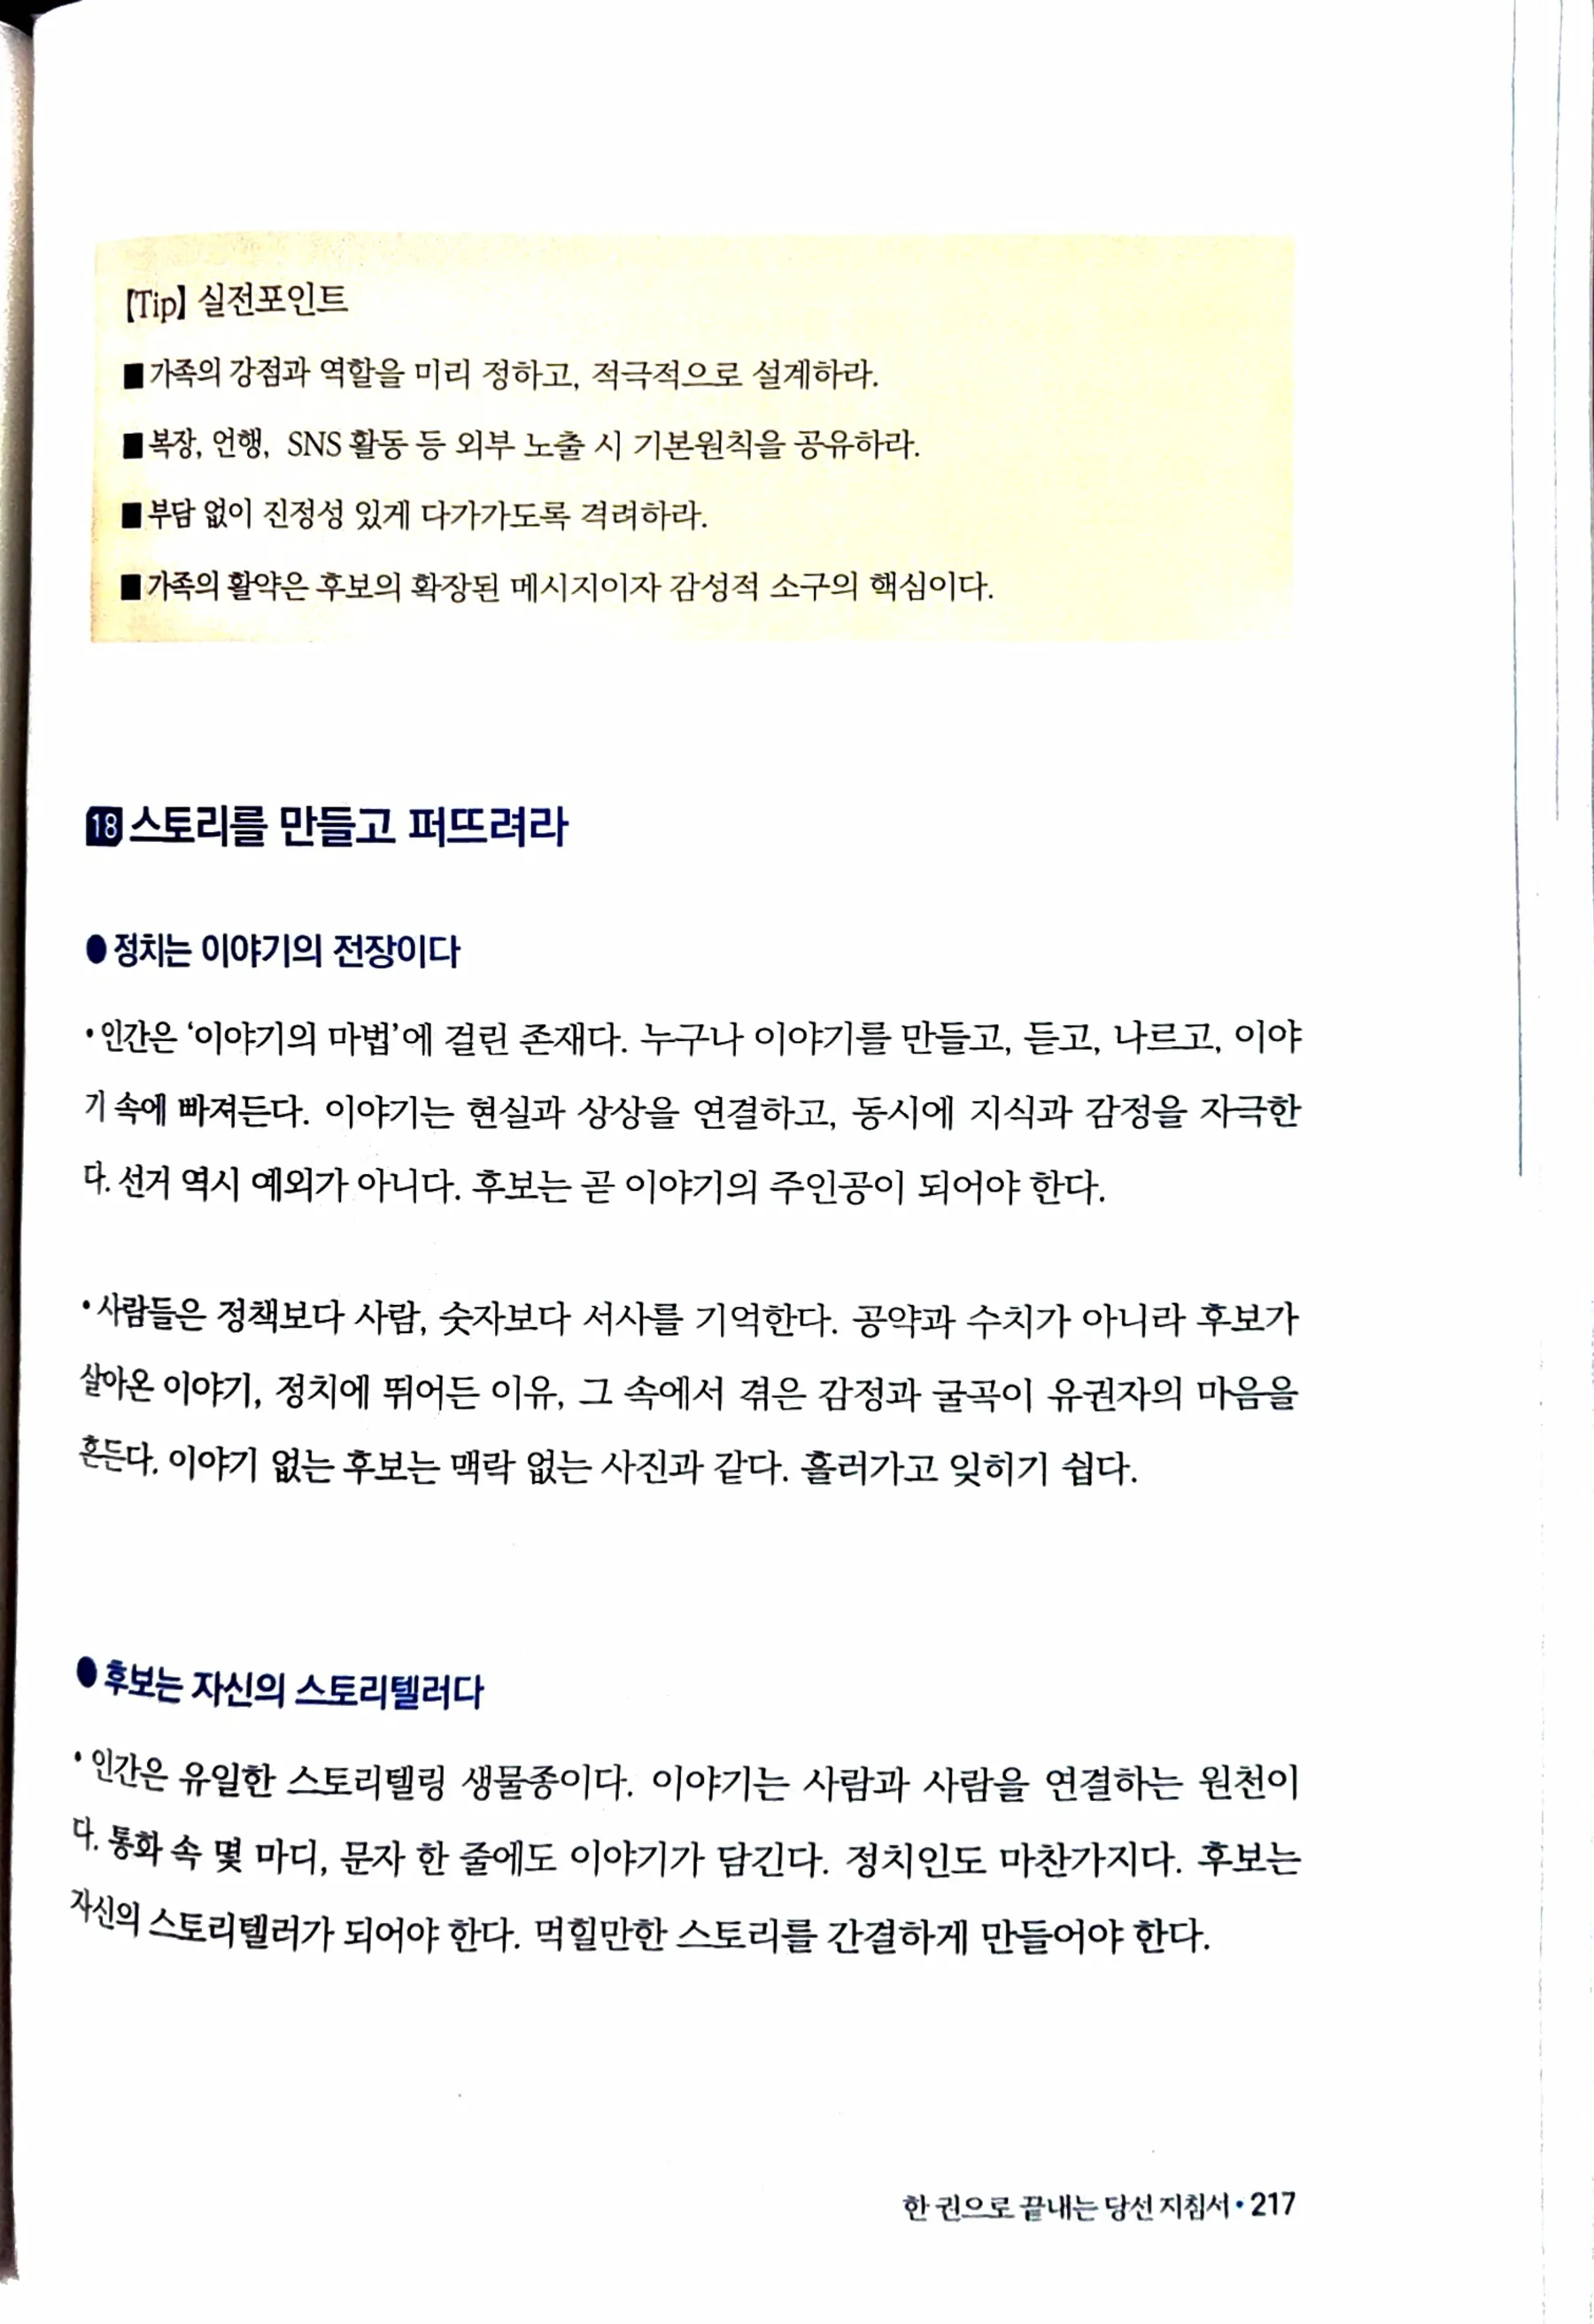 【Tip】 실전포인트
■ 가족의 강점과 역할을 미리 정하고, 적극적으로 설계하라.
■ 복장, 언행, SNS 활동 등 외부 노출 시 기본원칙을 공유하라.
■ 부담 없이 진정성 있게 다가가도록 격려하라.
■ 가족의 활약은 후보의 확장된 메시지이자 감성적 소구의 핵심이다.
18 스토리를 만들고 퍼뜨려라
● 정치는 이야기의 전장이다
• 인간은 ‘이야기의 마법’에 걸린 존재다. 누구나 이야기를 만들고, 듣고, 나르고, 이야
기 속에 빠져든다. 이야기는 현실과 상상을 연결하고, 동시에 지식과 감정을 자극한
다. 선거 역시 예외가 아니다. 후보는 곧 이야기의 주인공이 되어야 한다.
• 사람들은 정책보다 사람, 숫자보다 서사를 기억한다. 공약과 수치가 아니라 후보가
살아온 이야기, 정치에 뛰어든 이유, 그 속에서 겪은 감정과 굴곡이 유권자의 마음을
흔든다. 이야기 없는 후보는 맥락 없는 사진과 같다. 흘러가고 잊히기 쉽다.
● 후보는 자신의 스토리텔러다
• 인간은 유일한 스토리텔링 생물종이다. 이야기는 사람과 사람을 연결하는 원천이
다. 통화 속 몇 마디, 문자 한 줄에도 이야기가 담긴다. 정치인도 마찬가지다. 후보는
자신의 스토리텔러가 되어야 한다. 먹힐만한 스토리를 간결하게 만들어야 한다.
한 권으로 끝내는 당선 지침서 • 217